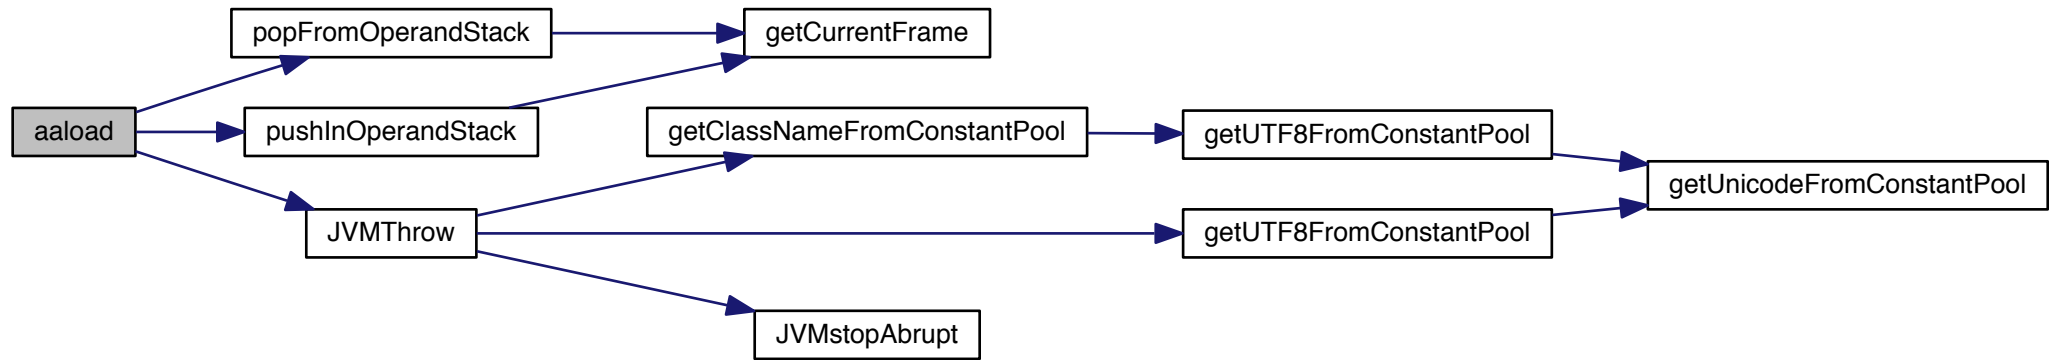 popFromOperandStack
getCurrentFrame
aaload
pushInOperandStack
getClassNameFromConstantPool
getUTF8FromConstantPool
getUnicodeFromConstantPool
JVMThrow
getUTF8FromConstantPool
JVMstopAbrupt